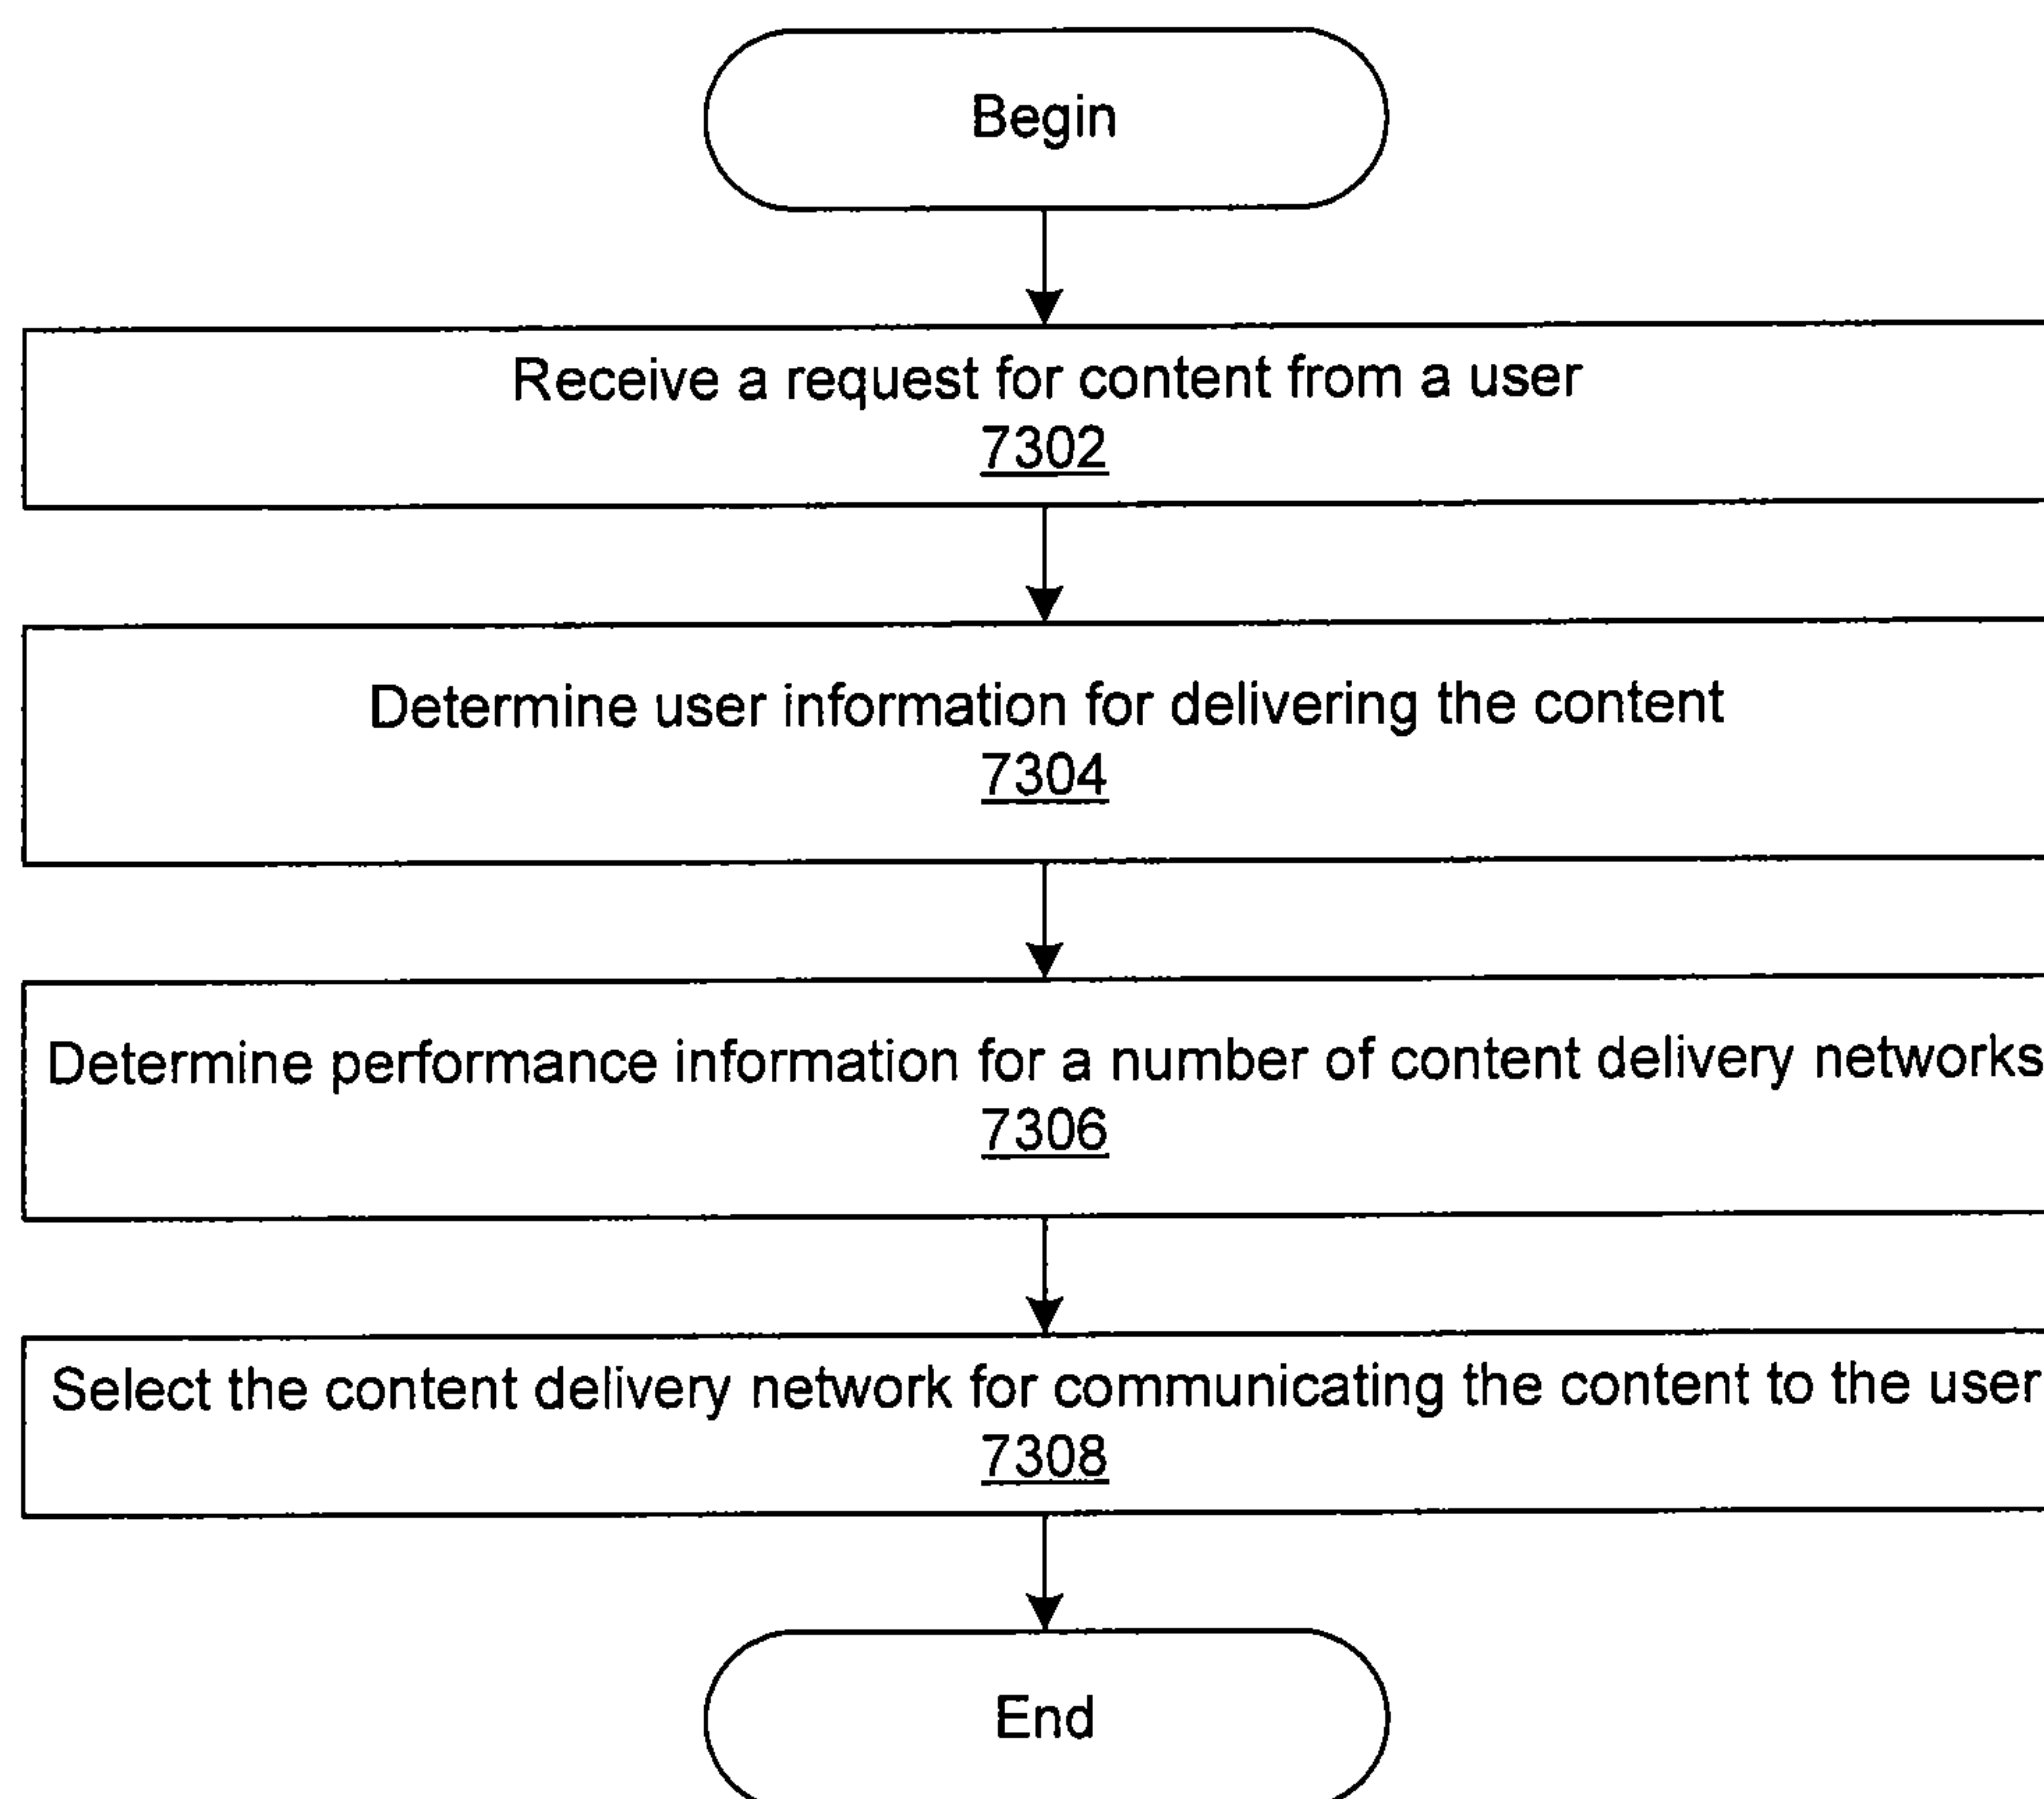 Begin
Receive a request for content from a user
7302
Determine user information for delivering the content
7304
Determine performance information for a number of content delivery networks
7306
Select the content delivery network for communicating the content to the user
7308
End